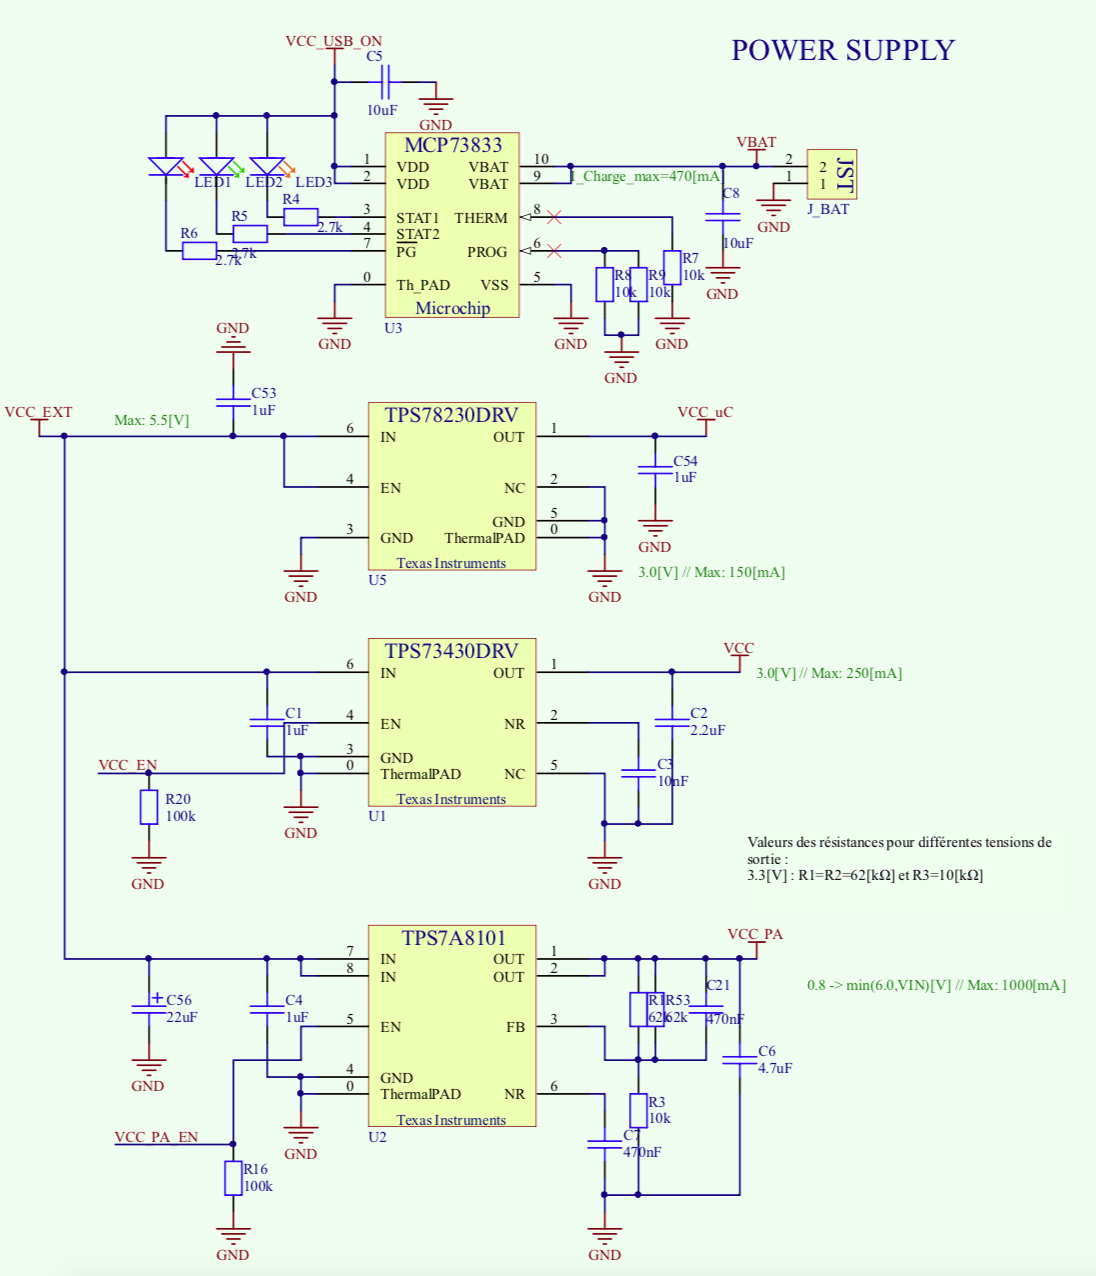 POWER SUPPLY
VCC_USB_ON
C5
10uF
GND
MCP73833
1 VDD VBAT 10
2 VDD VBAT 9
3 STAT1 THERM 8
4 STAT2
7 PG PROG 6
0 Th_PAD VSS 5
Microchip
U3
LED1 LED2 LED3
R4
2.7k
R5
2.7k
R6
2.7k
GND
I_Charge_max=470[mA]
VBAT
2 2
1 1
JST
J_BAT
GND
C8
10uF
GND
R7
10k
R8
10k
R9
10k
GND
GND
GND
GND
C53
1uF
VCC_EXT
Max: 5.5[V]
TPS78230DRV
6 IN OUT 1
4 EN NC 2
GND 5
3 GND ThermalPAD 0
Texas Instruments
U5
GND
GND
VCC_uC
C54
1uF
GND
3.0[V] // Max: 150[mA]
TPS73430DRV
6 IN OUT 1
4 EN NR 2
3 GND
0 ThermalPAD NC 5
Texas Instruments
U1
C1
1uF
VCC_EN
R20
100k
GND
GND
VCC
3.0[V] // Max: 250[mA]
C2
2.2uF
C3
10nF
GND
Valeurs des résistances pour différentes tensions de
sortie :
3.3[V] : R1=R2=62[kΩ] et R3=10[kΩ]
TPS7A8101
7 IN OUT 1
8 IN OUT 2
5 EN FB 3
4 GND
0 ThermalPAD NR 6
Texas Instruments
U2
C56
22uF
GND
C4
1uF
GND
VCC_PA_EN
R16
100k
GND
VCC_PA
0.8 -> min(6.0,VIN)[V] // Max: 1000[mA]
R1
62k
R53
62k
C21
470nF
C6
4.7uF
R3
10k
C7
470nF
GND